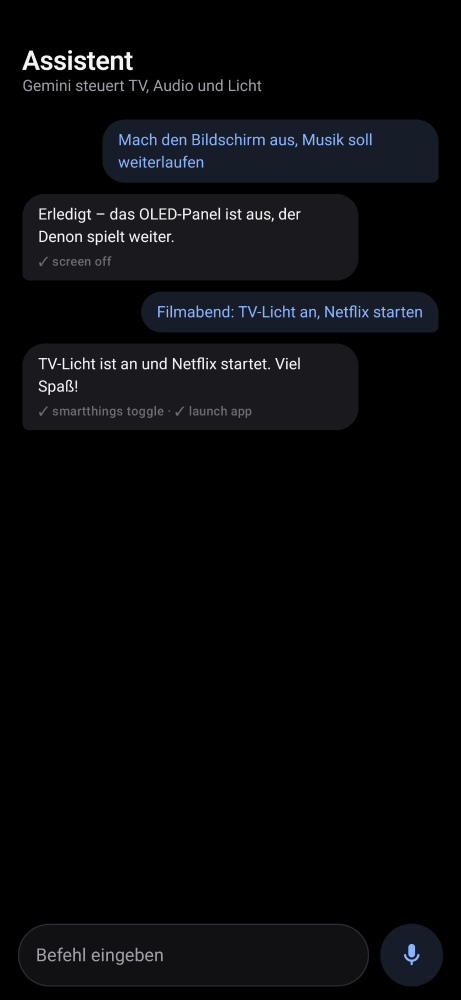 Assistent
Gemini steuert TV, Audio und Licht
Mach den Bildschirm aus, Musik soll
weiterlaufen
Erledigt – das OLED-Panel ist aus, der
Denon spielt weiter.
✓ screen off
Filmabend: TV-Licht an, Netflix starten
TV-Licht ist an und Netflix startet. Viel
Spaß!
✓ smartthings toggle · ✓ launch app
Befehl eingeben